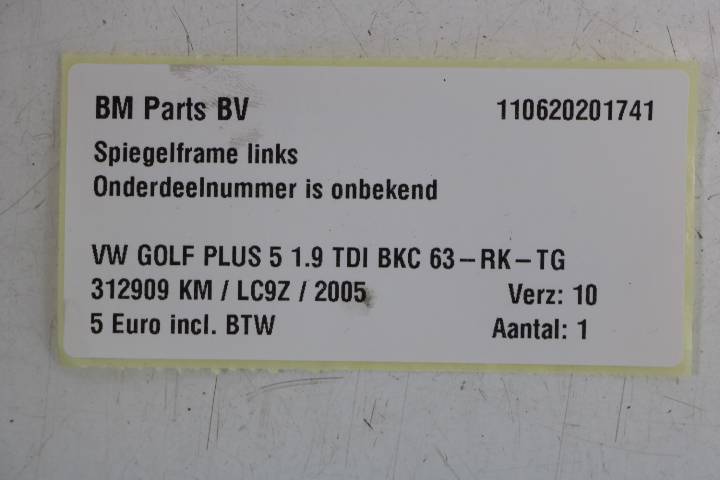 BM Parts BV 110620201741
Spiegelframe links
Onderdeelnummer is onbekend
VW GOLF PLUS 5 1.9 TDI BKC 63-RK-TG
312909 KM / LC9Z / 2005 Verz: 10
5 Euro incl. BTW Aantal: 1